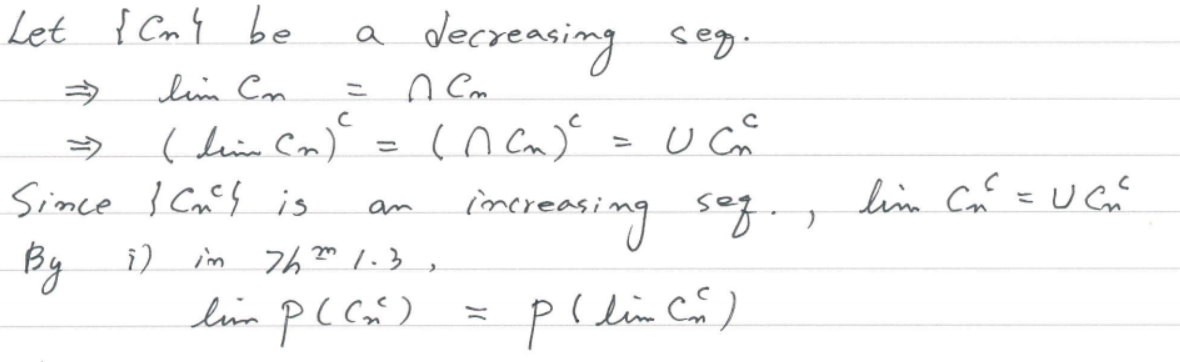 Let {Cn} be a decreasing seq.
⇒ lim Cn = ∩ Cn
⇒ (lim Cn)^c = (∩ Cn)^c = ∪ Cn^c
Since {Cn^c} is an increasing seq., lim Cn^c = ∪ Cn^c
By i) in Th^m 1.3,
lim P(Cn^c) = P(lim Cn^c)